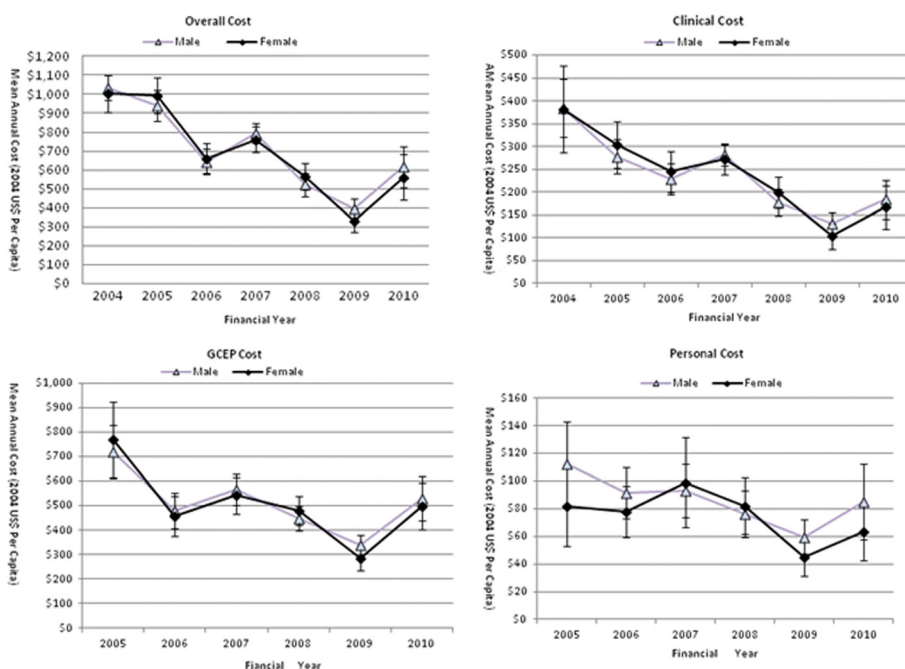 Overall Cost
Male Female
Mean Annual Cost (2004 US$ Per Capita)
$1,200
$1,100
$1,000
$900
$800
$700
$600
$500
$400
$300
$200
$100
$0
2004 2005 2006 2007 2008 2009 2010
Financial Year
Clinical Cost
Male Female
AMean Annual Cost (2004 US$ Per Capita)
$500
$450
$400
$350
$300
$250
$200
$150
$100
$50
$0
2004 2005 2006 2007 2008 2009 2010
Financial Year
GCEP Cost
Male Female
Mean Annual Cost (2004 US$ Per Capita)
$1,000
$900
$800
$700
$600
$500
$400
$300
$200
$100
$0
2005 2006 2007 2008 2009 2010
Financial Year
Personal Cost
Male Female
Mean Annual Cost (2004 US$ Per Capita)
$160
$140
$120
$100
$80
$60
$40
$20
$0
2005 2006 2007 2008 2009 2010
Financial Year